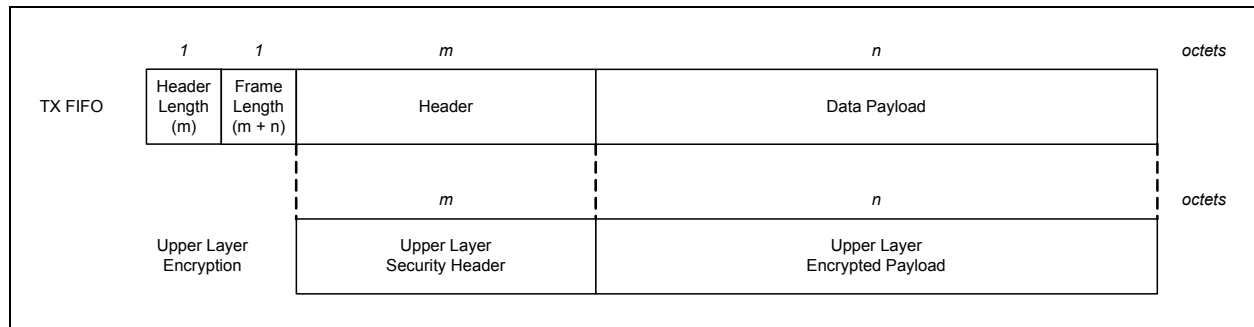 1 1 m n octets
TX FIFO
Header
Length
(m)
Frame
Length
(m + n)
Header
Data Payload
m n octets
Upper Layer
Encryption
Upper Layer
Security Header
Upper Layer
Encrypted Payload